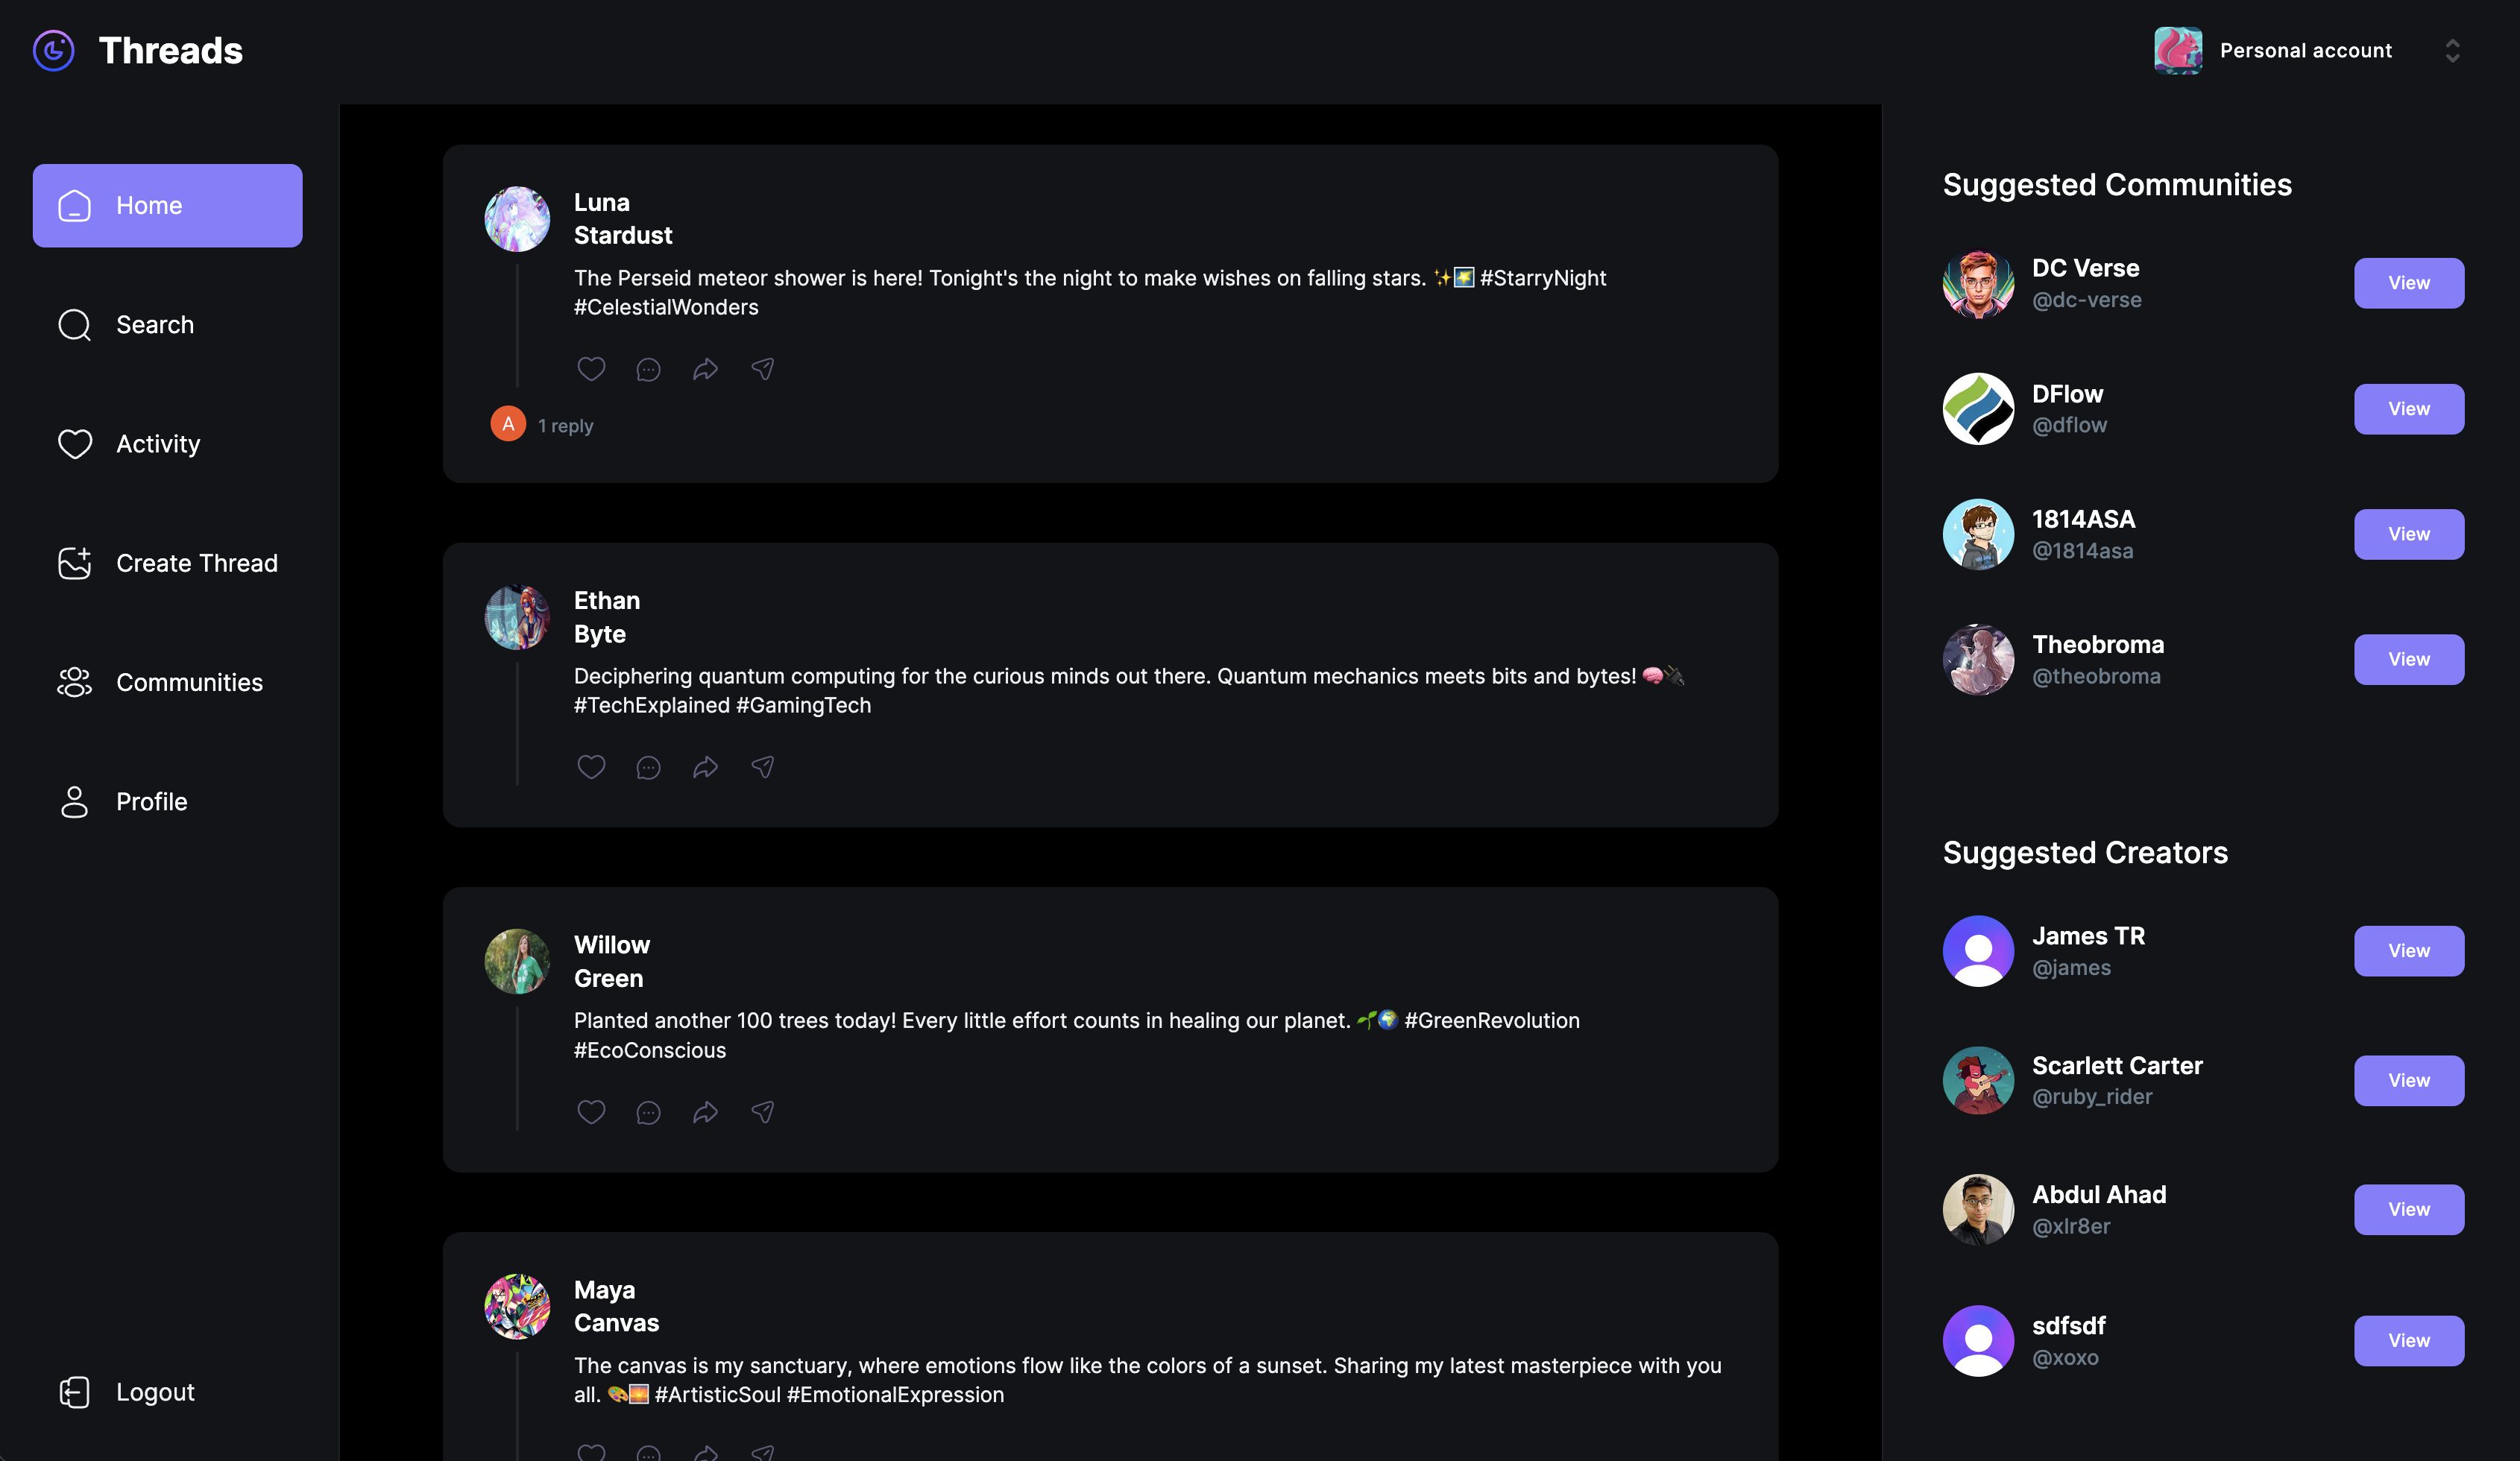 Threads
Personal account
Home
Search
Activity
Create Thread
Communities
Profile
Logout
Luna
Stardust
The Perseid meteor shower is here! Tonight's the night to make wishes on falling stars. ✨🌠 #StarryNight
#CelestialWonders
A
1 reply
Ethan
Byte
Deciphering quantum computing for the curious minds out there. Quantum mechanics meets bits and bytes! 🧠🔌
#TechExplained #GamingTech
Willow
Green
Planted another 100 trees today! Every little effort counts in healing our planet. 🌱🌍 #GreenRevolution
#EcoConscious
Maya
Canvas
The canvas is my sanctuary, where emotions flow like the colors of a sunset. Sharing my latest masterpiece with you
all. 🎨🌅 #ArtisticSoul #EmotionalExpression
Suggested Communities
DC Verse
@dc-verse
View
DFlow
@dflow
View
1814ASA
@1814asa
View
Theobroma
@theobroma
View
Suggested Creators
James TR
@james
View
Scarlett Carter
@ruby_rider
View
Abdul Ahad
@xlr8er
View
sdfsdf
@xoxo
View